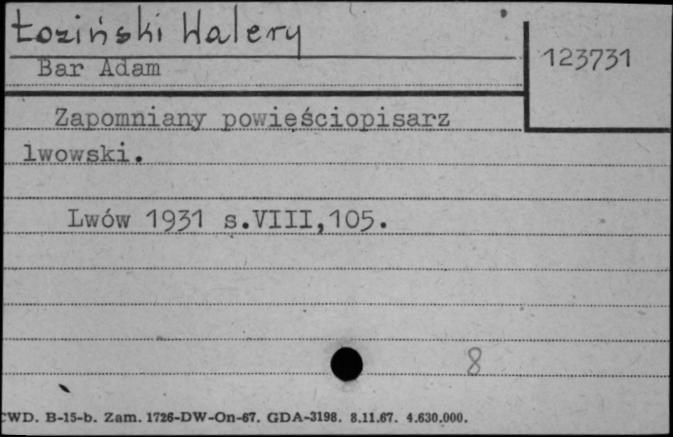 Łoziński Walery
123731
Bar Adam
Zapomniany powieściopisarz
lwowski.
Lwów 1931 s.VIII,105.
8
CWD. B-15-b. Zam. 1726-DW-On-67. GDA-3198. 8.11.67. 4.630.000.